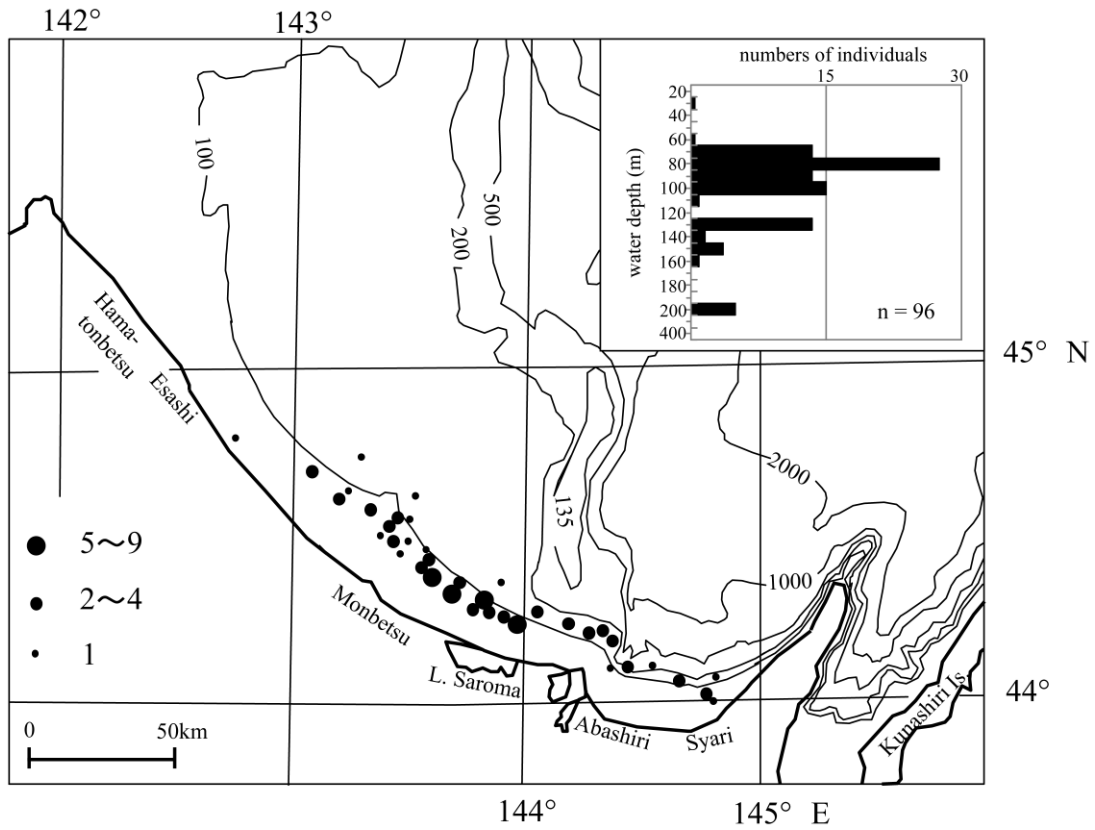 142°
143°
numbers of individuals
15
30
water depth (m)
20
40
60
80
100
120
140
160
180
200
400
n = 96
100
200
500
45° N
Hama-
tonbetsu
Esashi
2000
135
5～9
2～4
1
1000
Monbetsu
L. Saroma
44°
Kunashiri Is.
0
50km
Abashiri
Syari
144°
145° E